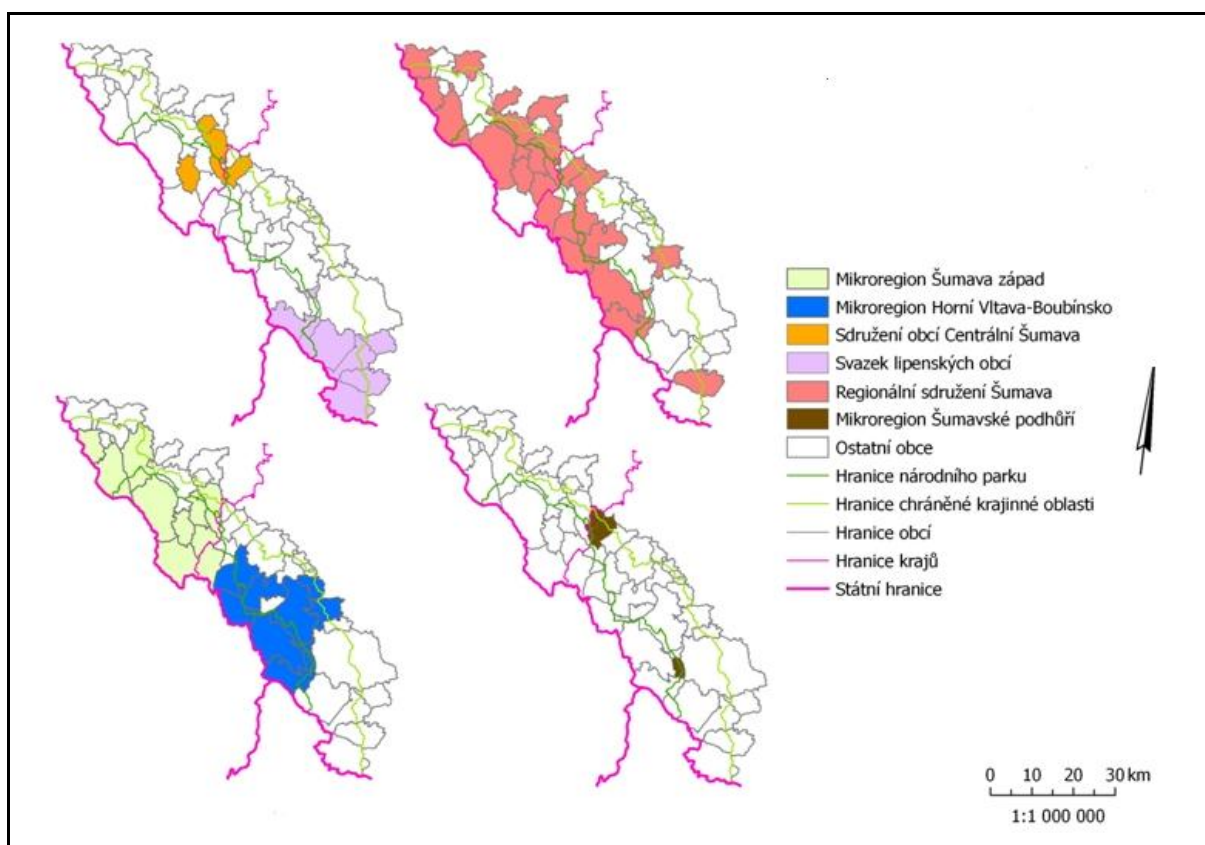 Mikroregion Šumava západ
Mikroregion Horní Vltava-Boubínsko
Sdružení obcí Centrální Šumava
Svazek lipenských obcí
Regionální sdružení Šumava
Mikroregion Šumavské podhůří
Ostatní obce
Hranice národního parku
Hranice chráněné krajinné oblasti
Hranice obcí
Hranice krajů
Státní hranice
0 10 20 30 km
1:1 000 000